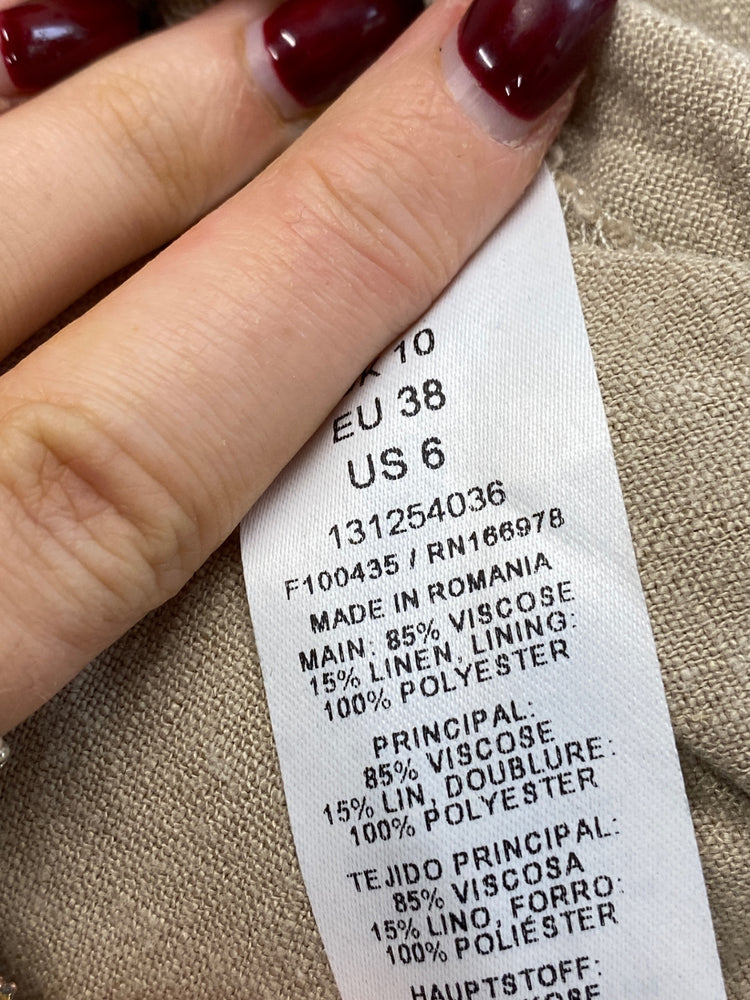 10
EU 38
US 6
131254036
F100435 / RN166978
MADE IN ROMANIA
MAIN: 85% VISCOSE
15% LINEN, LINING:
100% POLYESTER
PRINCIPAL:
85% VISCOSE
15% LIN, DOUBLURE:
100% POLYESTER
TEJIDO PRINCIPAL:
85% VISCOSA
15% LINO, FORRO:
100% POLIÉSTER
HAUPTSTOFF: